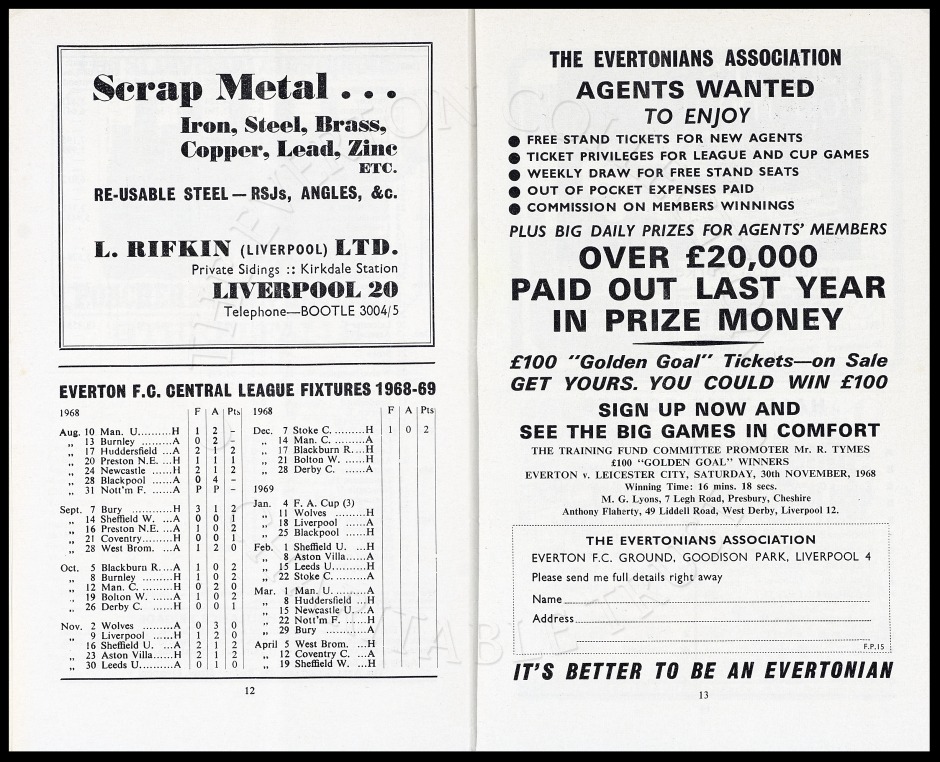 Scrap Metal . . .
Iron, Steel, Brass,
Copper, Lead, Zinc
ETC.
RE-USABLE STEEL — RSJs, ANGLES, &c.
L. RIFKIN (LIVERPOOL) LTD.
Private Sidings :: Kirkdale Station
LIVERPOOL 20
Telephone—BOOTLE 3004/5
EVERTON F.C. CENTRAL LEAGUE FIXTURES 1968-69
1968 F A Pts
Aug. 10 Man. U..........H 1 2 –
„ 13 Burnley .........A 0 2 –
„ 17 Huddersfield ...A 2 1 2
„ 20 Preston N.E. ...H 1 1 1
„ 24 Newcastle ......H 2 1 2
„ 28 Blackpool ......A 0 4 –
„ 31 Nott'm F. ......A P P –
Sept. 7 Bury ............H 3 1 2
„ 14 Sheffield W. ...A 0 0 1
„ 16 Preston N.E. ...A 1 0 2
„ 21 Coventry.........H 0 0 1
„ 28 West Brom. ...A 1 2 0
Oct. 5 Blackburn R....A 1 0 2
„ 8 Burnley .........H 1 0 2
„ 12 Man. C. .........H 0 2 0
„ 19 Bolton W. ......A 1 0 2
„ 26 Derby C. ......H 0 0 1
Nov. 2 Wolves .........A 0 3 0
„ 9 Liverpool ......H 1 2 0
16 Sheffield U. ...A 2 1 2
„ 23 Aston Villa......H 2 1 2
„ 30 Leeds U..........A 0 1 0
1968 F A Pts
Dec. 7 Stoke C. .........H 1 0 2
„ 14 Man. C. .........A
„ 17 Blackburn R....H
„ 21 Bolton W. ......H
„ 28 Derby C. ......A
1969
Jan. 4 F. A. Cup (3)
„ 11 Wolves .........H
„ 18 Liverpool ......A
„ 25 Blackpool ......H
Feb. 1 Sheffield U. ...H
„ 8 Aston Villa......A
„ 15 Leeds U..........H
„ 22 Stoke C. .........A
Mar. 1 Man. U. .........A
„ 8 Huddersfield ...H
„ 15 Newcastle U. ...A
„ 22 Nott'm F. ......H
„ 29 Bury ............A
April 5 West Brom. ...H
„ 12 Coventry C. ...A
„ 19 Sheffield W. ...H
12
THE EVERTONIANS ASSOCIATION
AGENTS WANTED
TO ENJOY
● FREE STAND TICKETS FOR NEW AGENTS
● TICKET PRIVILEGES FOR LEAGUE AND CUP GAMES
● WEEKLY DRAW FOR FREE STAND SEATS
● OUT OF POCKET EXPENSES PAID
● COMMISSION ON MEMBERS WINNINGS
PLUS BIG DAILY PRIZES FOR AGENTS' MEMBERS
OVER £20,000
PAID OUT LAST YEAR
IN PRIZE MONEY
£100 "Golden Goal" Tickets—on Sale
GET YOURS. YOU COULD WIN £100
SIGN UP NOW AND
SEE THE BIG GAMES IN COMFORT
THE TRAINING FUND COMMITTEE PROMOTER Mr. R. TYMES
£100 "GOLDEN GOAL" WINNERS
EVERTON v. LEICESTER CITY, SATURDAY, 30th NOVEMBER, 1968
Winning Time: 16 mins. 18 secs.
M. G. Lyons, 7 Legh Road, Presbury, Cheshire
Anthony Flaherty, 49 Liddell Road, West Derby, Liverpool 12.
THE EVERTONIANS ASSOCIATION
EVERTON F.C. GROUND, GOODISON PARK, LIVERPOOL 4
Please send me full details right away
Name
Address
F.P.15
IT'S BETTER TO BE AN EVERTONIAN
13